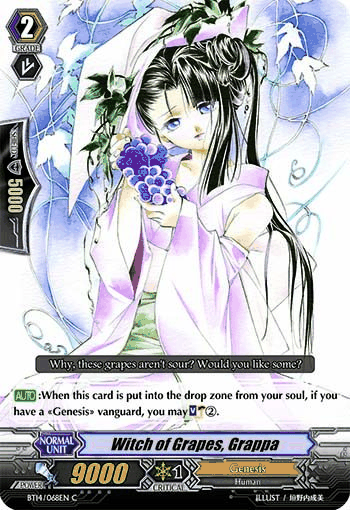 2
GRADE
SHIELD
5000
Why, these grapes aren't sour? Would you like some?
AUTO:When this card is put into the drop zone from your soul, if you
have a «Genesis» vanguard, you may ②.
NORMAL
UNIT
Witch of Grapes, Grappa
POWER
9000
1
CRITICAL
Genesis
Human
BT14/068EN C
ILLUST / 垣野内成美